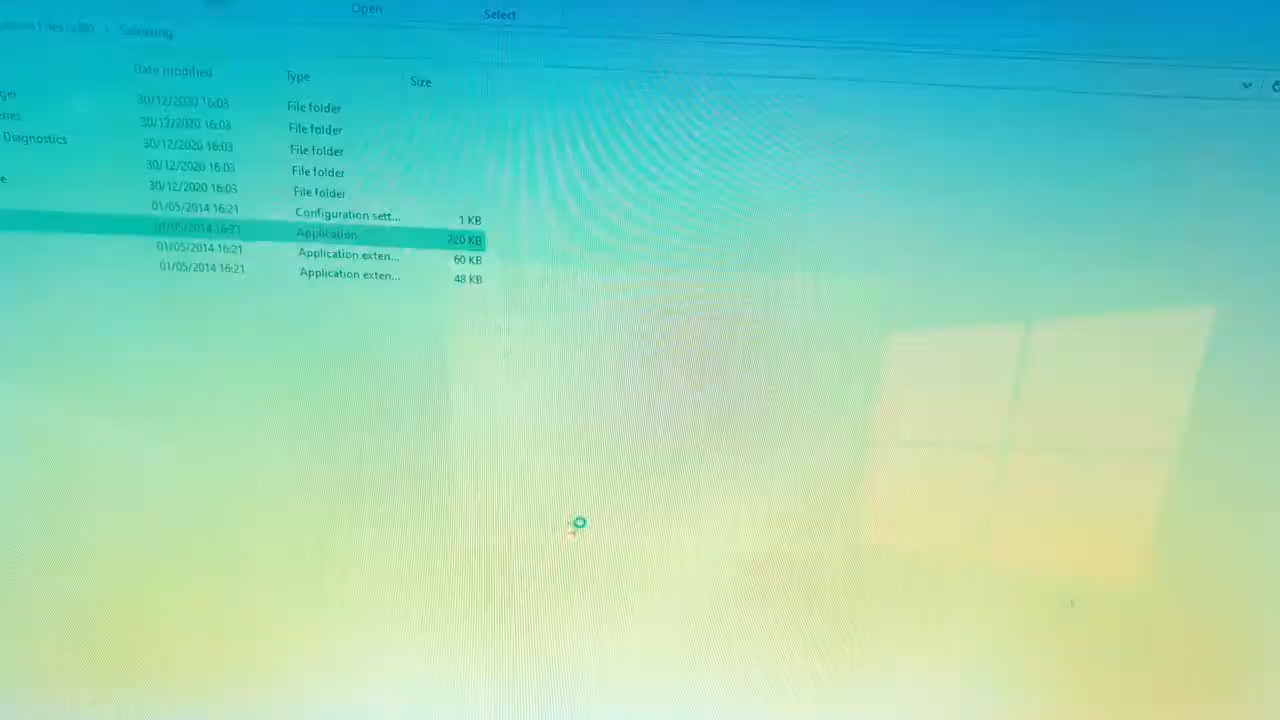 Open Select
Samsung
Date modified Type Size
30/12/2020 16:03 File folder
30/12/2020 16:03 File folder
Diagnostics 30/12/2020 16:03 File folder
30/12/2020 16:03 File folder
30/12/2020 16:03 File folder
01/05/2014 16:21 Configuration sett... 1 KB
01/05/2014 16:21 Application 220 KB
01/05/2014 16:21 Application exten... 60 KB
01/05/2014 16:21 Application exten... 48 KB